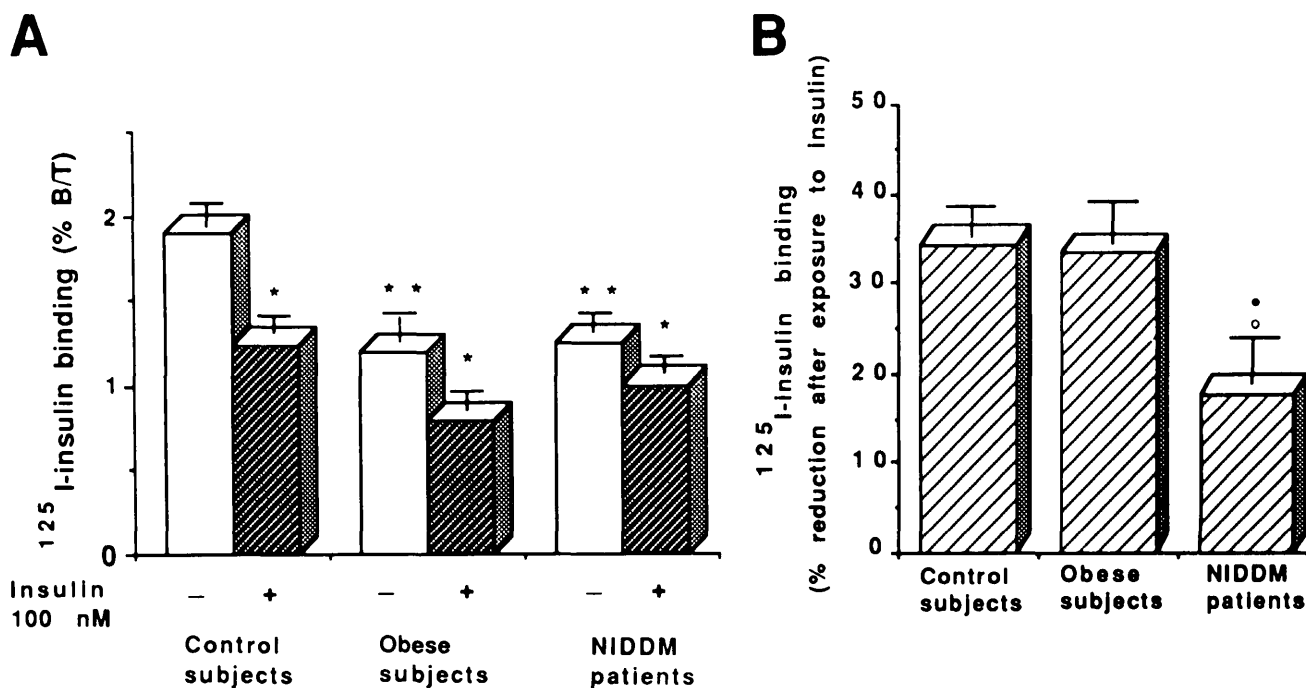 A
125 I-insulin binding (% B/T)
2
1
0
* ** * ** *
Insulin − + − + − +
100 nM
Control Obese NIDDM
subjects subjects patients
B
125 I-insulin binding
(% reduction after exposure to Insulin)
50
40
30
20
10
0
Control Obese NIDDM
subjects subjects patients